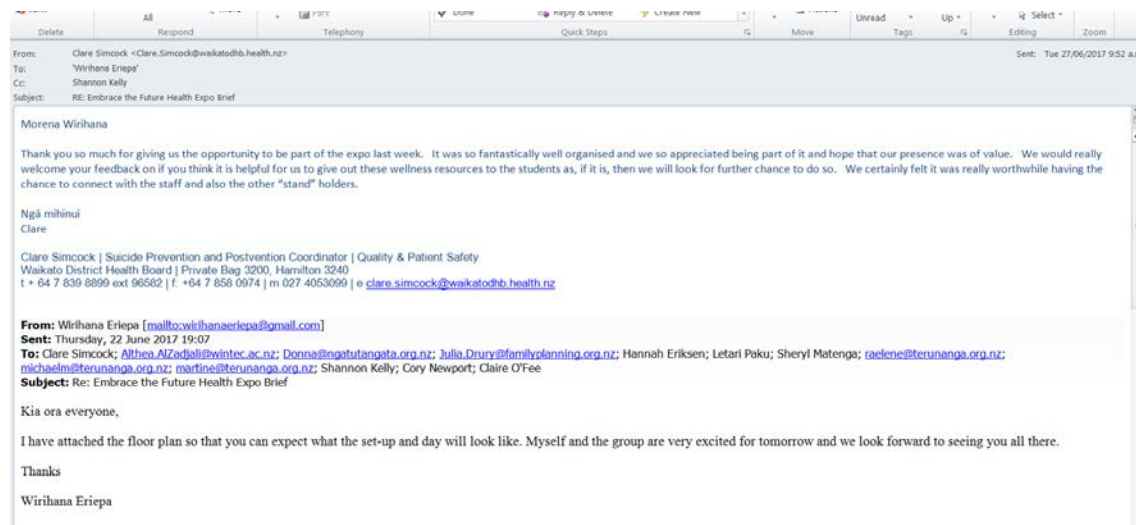 All
Done
Reply & Delete
Create New
Unread
Up
Select
Delete
Respond
Telephony
Quick Steps
Move
Tags
Editing
Zoom
From: Clare Simcock <Clare.Simcock@waikatodhb.health.nz>
Sent: Tue 27/06/2017 9:52 a.
To: 'Wirihana Eriepa'
Cc: Shannon Kelly
Subject: RE: Embrace the Future Health Expo Brief
Morena Wirihana
Thank you so much for giving us the opportunity to be part of the expo last week. It was so fantastically well organised and we so appreciated being part of it and hope that our presence was of value. We would really
welcome your feedback on if you think it is helpful for us to give out these wellness resources to the students as, if it is, then we will look for further chance to do so. We certainly felt it was really worthwhile having the
chance to connect with the staff and also the other "stand" holders.
Ngā mihinui
Clare
Clare Simcock | Suicide Prevention and Postvention Coordinator | Quality & Patient Safety
Waikato District Health Board | Private Bag 3200, Hamilton 3240
t + 64 7 839 8899 ext 96582 | f: +64 7 858 0974 | m 027 4053099 | e clare.simcock@waikatodhb.health.nz
From: Wirihana Eriepa [mailto:wirihanaeriepa@gmail.com]
Sent: Thursday, 22 June 2017 19:07
To: Clare Simcock; Althea.AlZadjali@wintec.ac.nz; Donna@ngatutangata.org.nz; Julia.Drury@familyplanning.org.nz; Hannah Eriksen; Letari Paku; Sheryl Matenga; raelene@terunanga.org.nz;
michaelm@terunanga.org.nz; martine@terunanga.org.nz; Shannon Kelly; Cory Newport; Claire O'Fee
Subject: Re: Embrace the Future Health Expo Brief
Kia ora everyone,
I have attached the floor plan so that you can expect what the set-up and day will look like. Myself and the group are very excited for tomorrow and we look forward to seeing you all there.
Thanks
Wirihana Eriepa